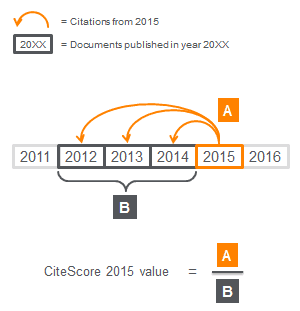 = Citations from 2015
20XX = Documents published in year 20XX
A
2011 2012 2013 2014 2015 2016
B
A
CiteScore 2015 value =
B